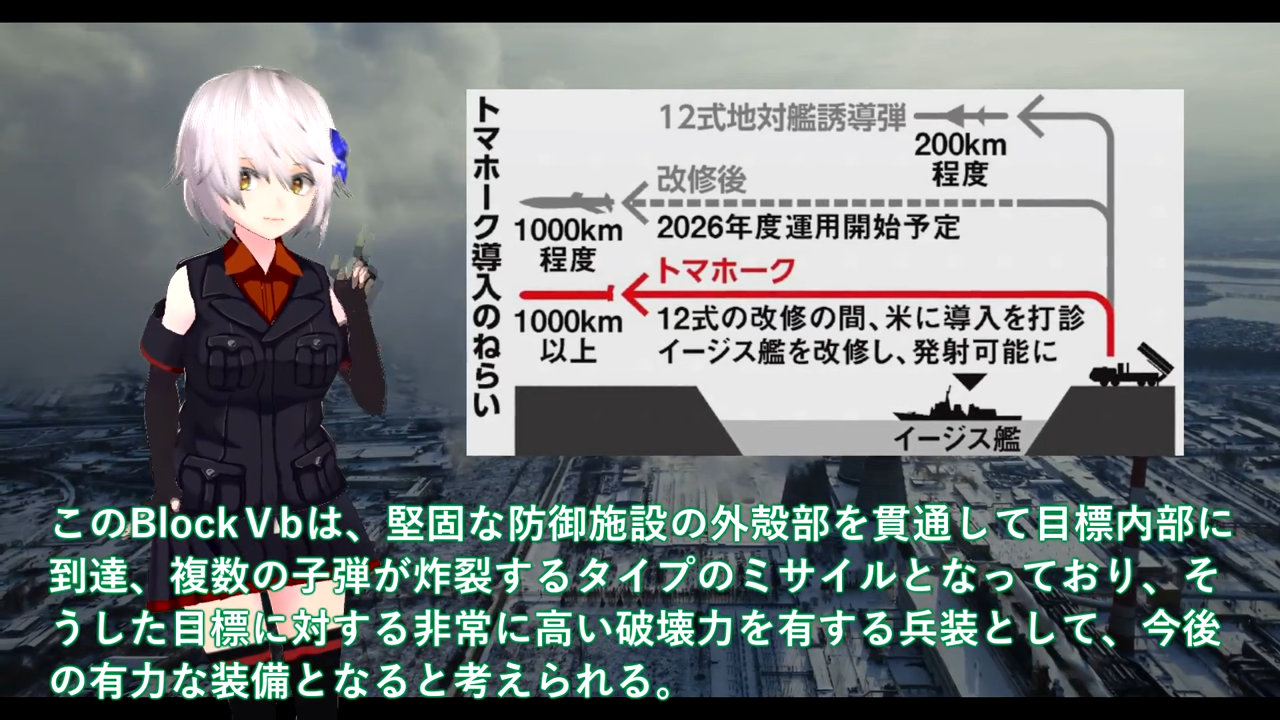 トマホーク導入のねらい
12式地対艦誘導弾
200km
程度
改修後
1000km
程度
2026年度運用開始予定
トマホーク
1000km
以上
12式の改修の間、米に導入を打診
イージス艦を改修し、発射可能に
イージス艦
このBlockⅤbは、堅固な防御施設の外殻部を貫通して目標内部に
到達、複数の子弾が炸裂するタイプのミサイルとなっており、そ
うした目標に対する非常に高い破壊力を有する兵装として、今後
の有力な装備となると考えられる。